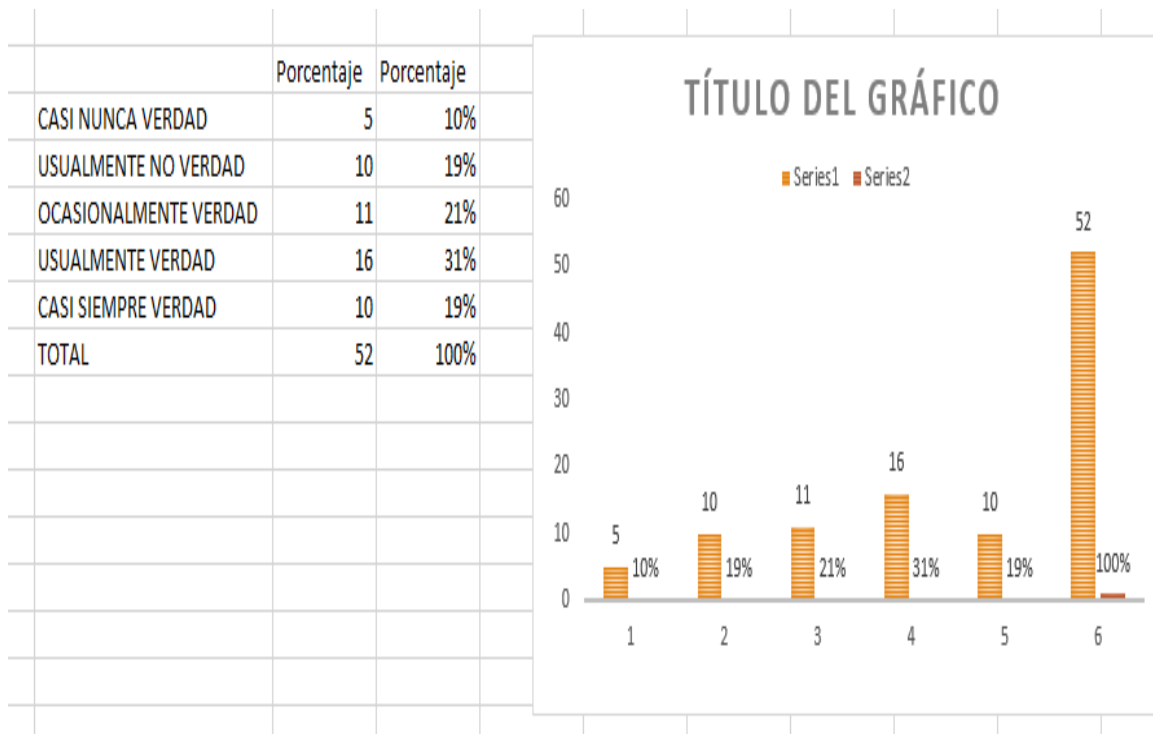 Porcentaje Porcentaje
CASI NUNCA VERDAD 5 10%
USUALMENTE NO VERDAD 10 19%
OCASIONALMENTE VERDAD 11 21%
USUALMENTE VERDAD 16 31%
CASI SIEMPRE VERDAD 10 19%
TOTAL 52 100%
TÍTULO DEL GRÁFICO
Series1 Series2
60
50
40
30
20
10
0
5 10%
10 19%
11 21%
16 31%
10 19%
52 100%
1 2 3 4 5 6